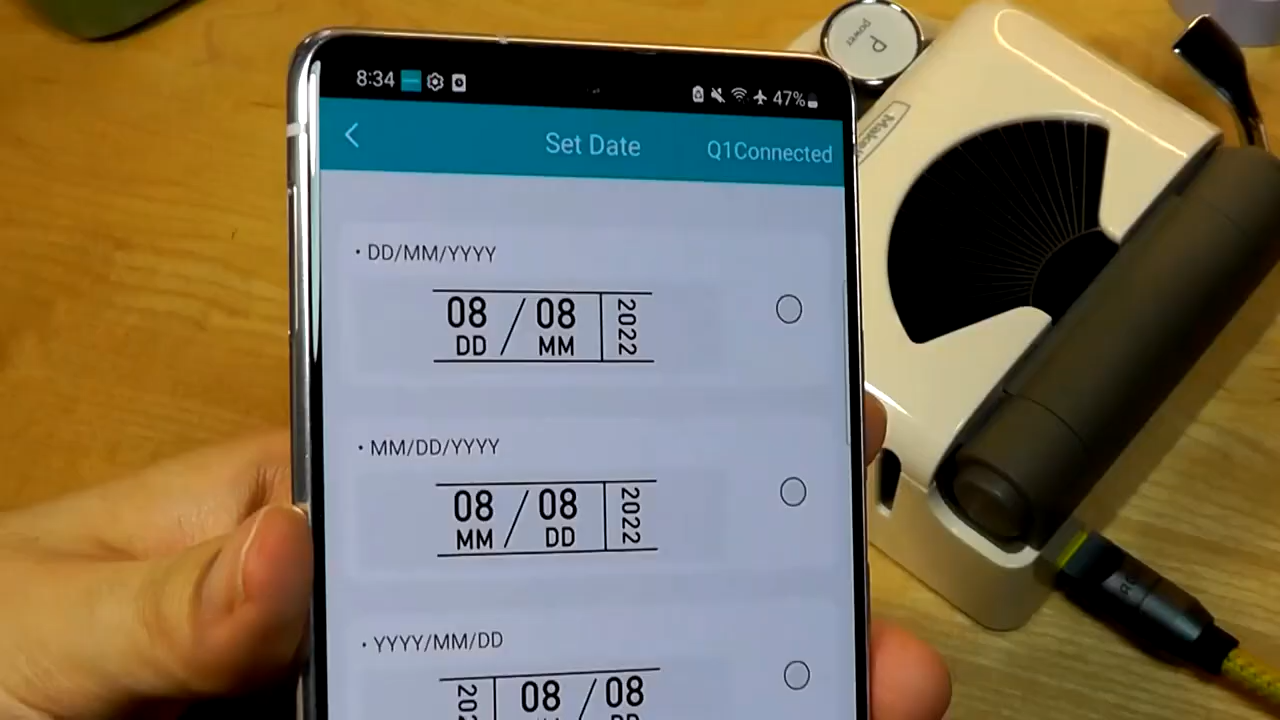 8:34
47%
Set Date
Q1Connected
• DD/MM/YYYY
08 / 08 2022
DD MM
• MM/DD/YYYY
08 / 08 2022
MM DD
• YYYY/MM/DD
202 08 / 08
power
P